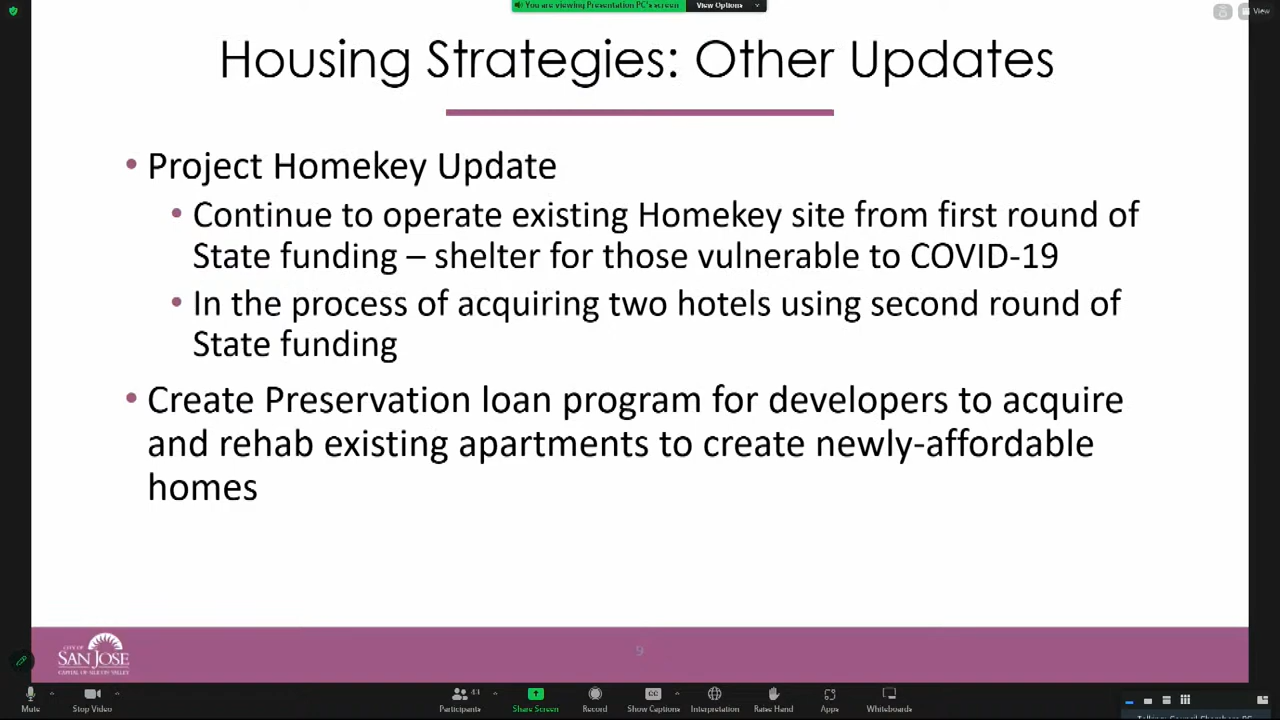 You are viewing Presentation PC's screen
View Options
View
Housing Strategies: Other Updates
• Project Homekey Update
• Continue to operate existing Homekey site from first round of
State funding – shelter for those vulnerable to COVID-19
• In the process of acquiring two hotels using second round of
State funding
• Create Preservation loan program for developers to acquire
and rehab existing apartments to create newly-affordable
homes
CITY OF
SAN JOSE
CAPITAL OF SILICON VALLEY
9
Mute
Stop Video
Participants
Share Screen
Record
Show Captions
Interpretation
Raise Hand
Apps
Whiteboards